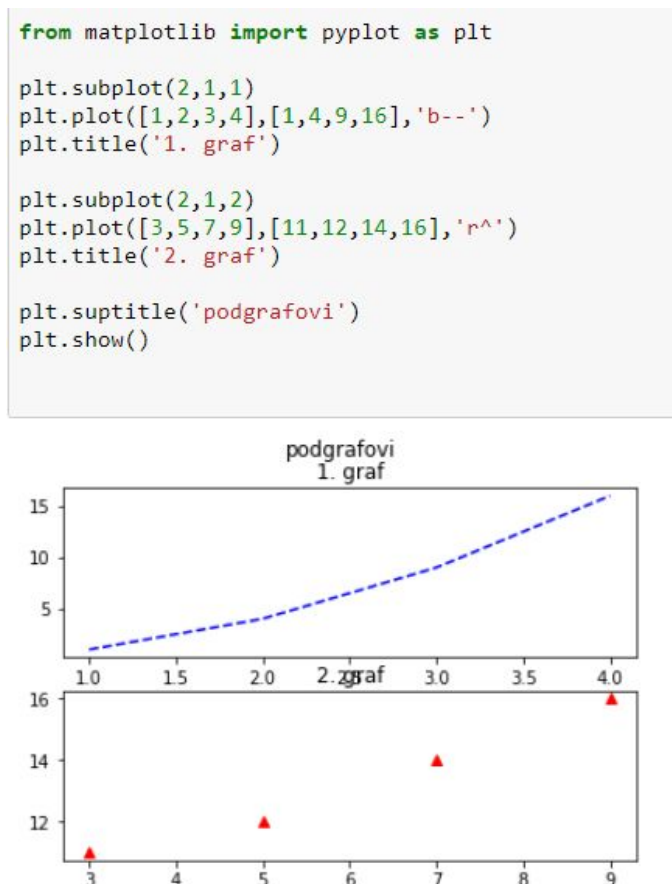 from matplotlib import pyplot as plt
plt.subplot(2,1,1)
plt.plot([1,2,3,4],[1,4,9,16],'b--')
plt.title('1. graf')
plt.subplot(2,1,2)
plt.plot([3,5,7,9],[11,12,14,16],'r^')
plt.title('2. graf')
plt.suptitle('podgrafovi')
plt.show()
podgrafovi
1. graf
15
10
5
1.0 1.5 2.0 2.5 3.0 3.5 4.0
2. graf
16
14
12
3 4 5 6 7 8 9